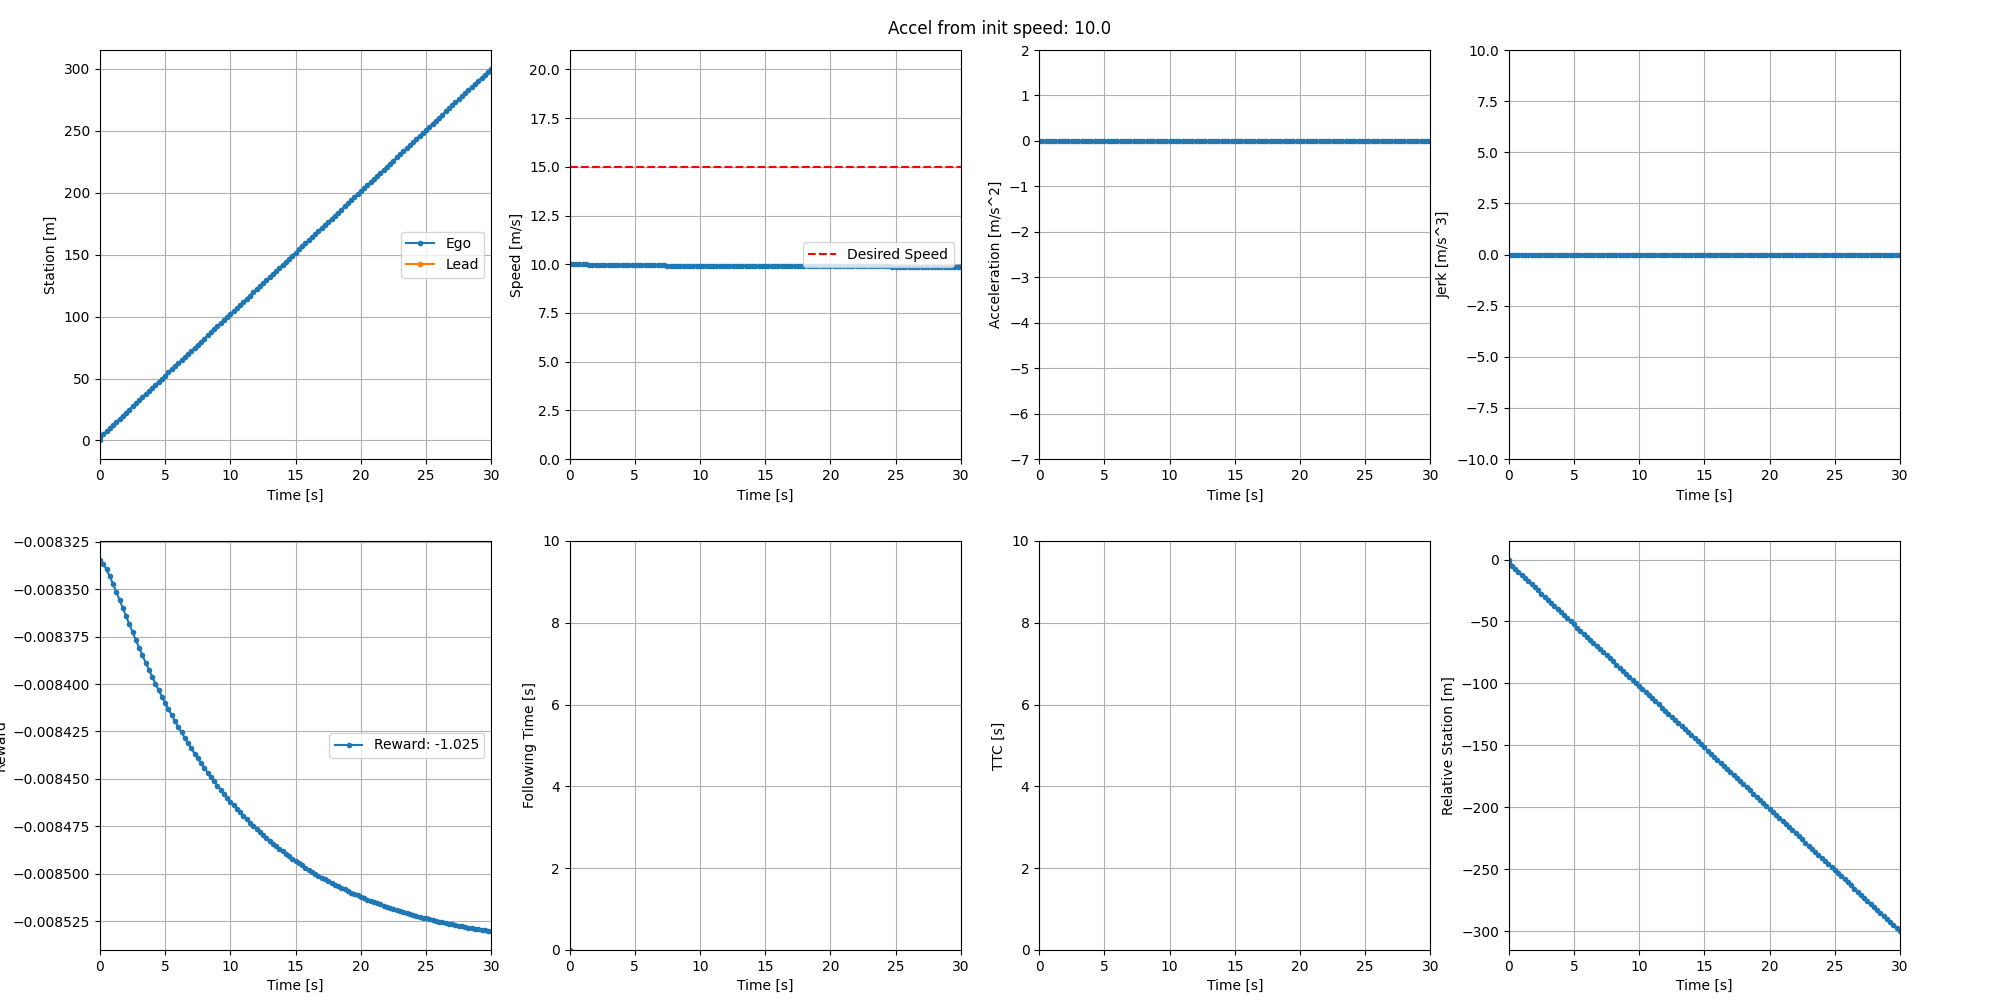 Accel from init speed: 10.0
300
250
200
150
100
50
0
Station [m]
Ego
Lead
0 5 10 15 20 25 30
Time [s]
20.0
17.5
15.0
12.5
10.0
7.5
5.0
2.5
0.0
Speed [m/s]
Desired Speed
0 5 10 15 20 25 30
Time [s]
2
1
0
−1
−2
−3
−4
−5
−6
−7
Acceleration [m/s^2]
0 5 10 15 20 25 30
Time [s]
10.0
7.5
5.0
2.5
0.0
−2.5
−5.0
−7.5
−10.0
Jerk [m/s^3]
0 5 10 15 20 25 30
Time [s]
−0.008325
−0.008350
−0.008375
−0.008400
−0.008425
−0.008450
−0.008475
−0.008500
−0.008525
Reward
Reward: -1.025
0 5 10 15 20 25 30
Time [s]
10
8
6
4
2
0
Following Time [s]
0 5 10 15 20 25 30
Time [s]
10
8
6
4
2
0
TTC [s]
0 5 10 15 20 25 30
Time [s]
0
−50
−100
−150
−200
−250
−300
Relative Station [m]
0 5 10 15 20 25 30
Time [s]